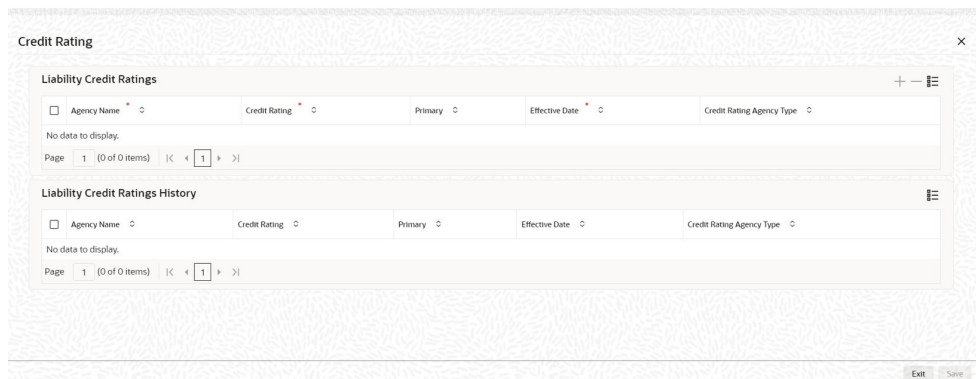 Credit Rating
Liability Credit Ratings
Agency Name * Credit Rating * Primary Effective Date * Credit Rating Agency Type
No data to display.
Page 1 (0 of 0 items) 1
Liability Credit Ratings History
Agency Name Credit Rating Primary Effective Date Credit Rating Agency Type
No data to display.
Page 1 (0 of 0 items) 1
Exit Save